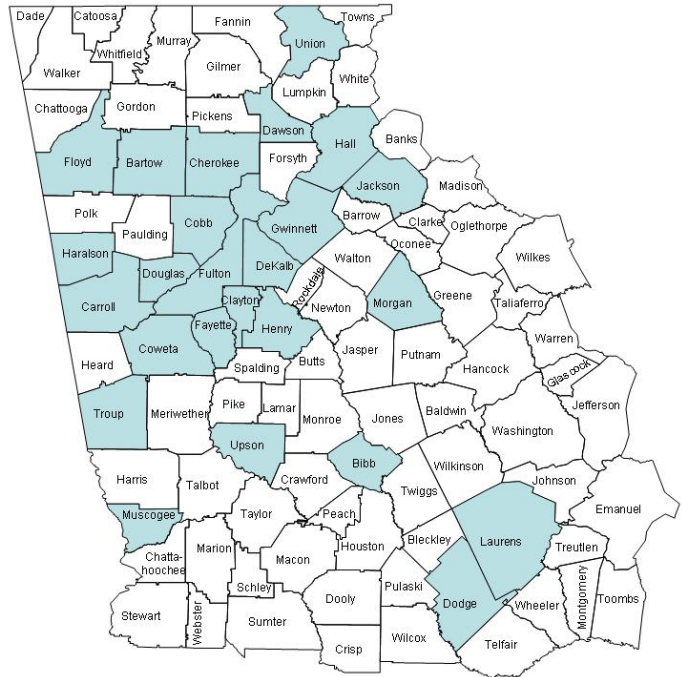 Dade
Catoosa
Fannin
Towns
Union
Murray
Whitfield
Gilmer
Walker
White
Lumpkin
Chattooga
Gordon
Pickens
Dawson
Banks
Hall
Forsyth
Floyd
Bartow
Cherokee
Jackson
Madison
Polk
Cobb
Barrow
Clarke
Oglethorpe
Paulding
Gwinnett
Oconee
Haralson
Walton
Wilkes
Douglas
Fulton
DeKalb
Rockdale
Clayton
Greene
Taliaferro
Carroll
Newton
Morgan
Fayette
Henry
Warren
Coweta
Jasper
Putnam
Butts
Heard
Spalding
Hancock
Glascock
Troup
Meriwether
Pike
Lamar
Monroe
Jones
Baldwin
Jefferson
Washington
Upson
Bibb
Wilkinson
Harris
Talbot
Crawford
Twiggs
Johnson
Peach
Emanuel
Muscogee
Taylor
Bleckley
Laurens
Houston
Treutlen
Chatta-
hoochee
Marion
Macon
Schley
Pulaski
Montgomery
Dooly
Dodge
Wheeler
Toombs
Stewart
Webster
Sumter
Wilcox
Telfair
Crisp